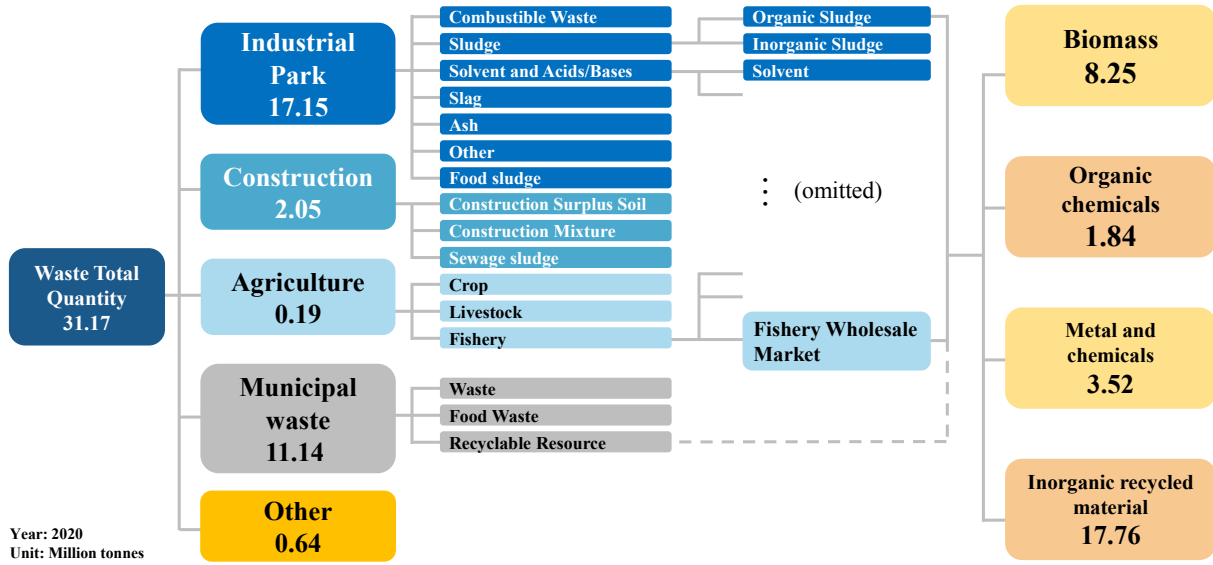 Waste Total
Quantity
31.17
Industrial
Park
17.15
Construction
2.05
Agriculture
0.19
Municipal
waste
11.14
Other
0.64
Combustible Waste
Sludge
Solvent and Acids/Bases
Slag
Ash
Other
Food sludge
Construction Surplus Soil
Construction Mixture
Sewage sludge
Crop
Livestock
Fishery
Waste
Food Waste
Recyclable Resource
Organic Sludge
Inorganic Sludge
Solvent
⋮ (omitted)
Fishery Wholesale
Market
Biomass
8.25
Organic
chemicals
1.84
Metal and
chemicals
3.52
Inorganic recycled
material
17.76
Year: 2020
Unit: Million tonnes